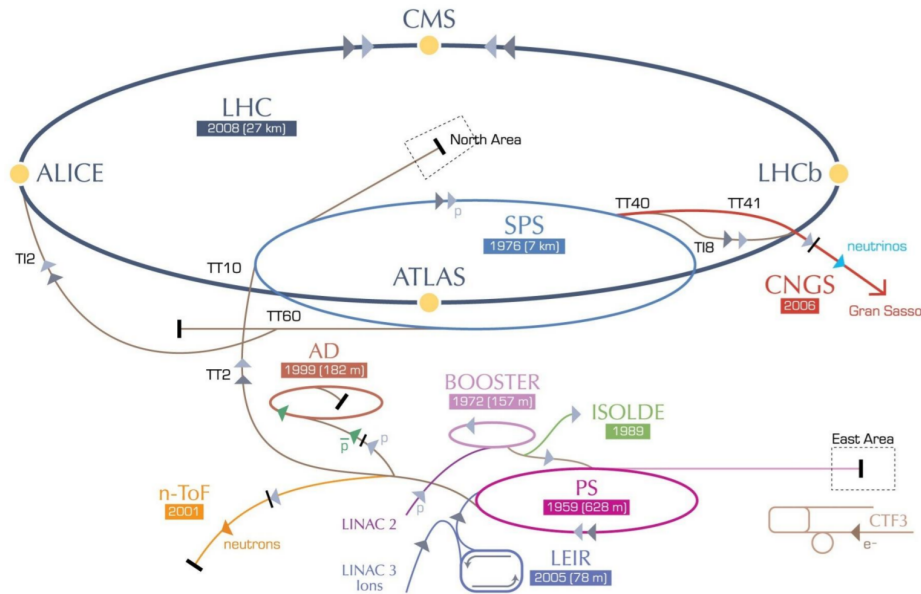 CMS
LHC
2008 (27 km)
North Area
ALICE
LHCb
TT40
TT41
SPS
1976 (7 km)
p
TI8
TI2
TT10
neutrinos
ATLAS
CNGS
2006
Gran Sasso
TT60
AD
1999 (182 m)
TT2
BOOSTER
1972 (157 m)
ISOLDE
1989
p̅
p
East Area
n-ToF
2001
PS
1959 (628 m)
p
LINAC 2
neutrons
CTF3
e-
LINAC 3
Ions
LEIR
2005 (78 m)